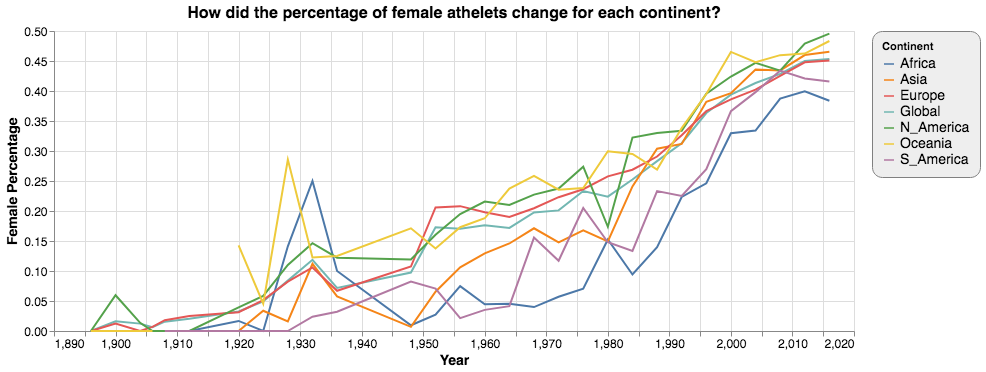 How did the percentage of female athelets change for each continent?
Female Percentage
0.50
0.45
0.40
0.35
0.30
0.25
0.20
0.15
0.10
0.05
0.00
1,890 1,900 1,910 1,920 1,930 1,940 1,950 1,960 1,970 1,980 1,990 2,000 2,010 2,020
Year
Continent
Africa
Asia
Europe
Global
N_America
Oceania
S_America